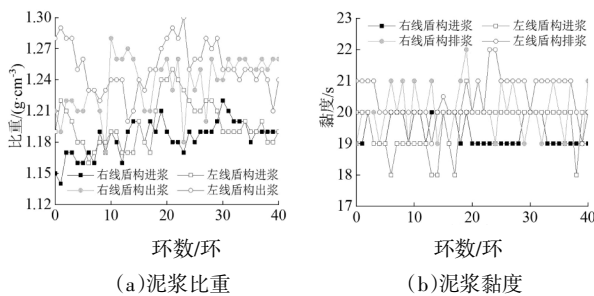 1.30
1.27
1.24
1.21
1.18
1.15
1.12
比重/(g·cm⁻³)
右线盾构进浆 左线盾构进浆
右线盾构出浆 左线盾构出浆
0 10 20 30 40
环数/环
(a)泥浆比重
23
22
21
20
19
18
17
黏度/s
右线盾构进浆 左线盾构进浆
右线盾构排浆 左线盾构排浆
0 10 20 30 40
环数/环
(b)泥浆黏度